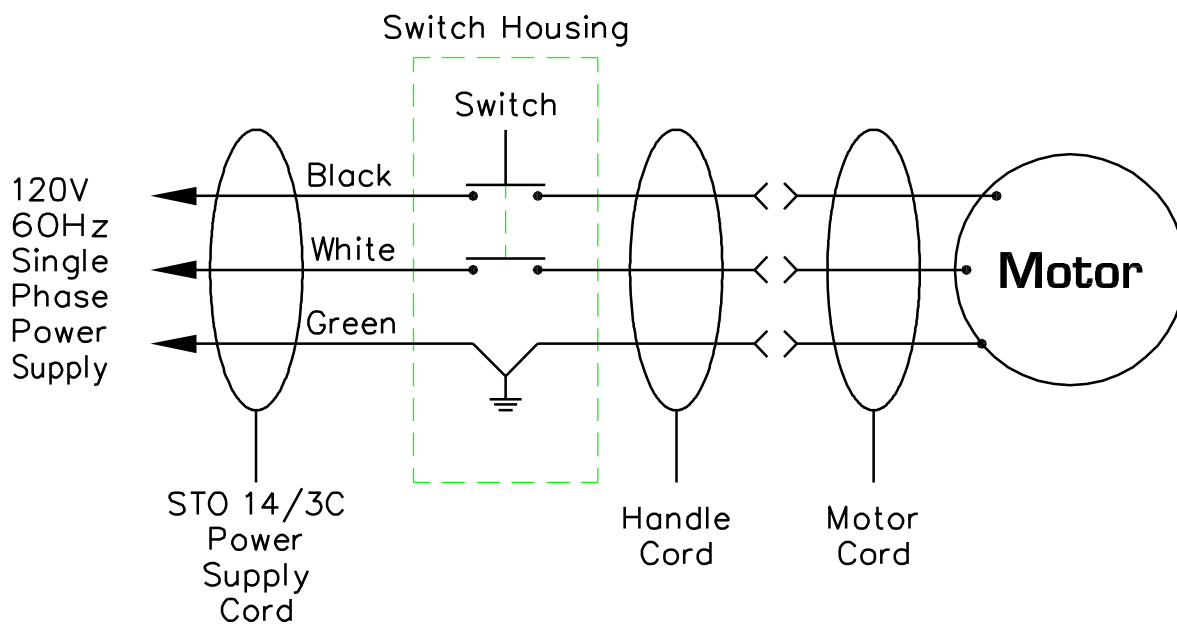 Switch Housing
Switch
120V
60Hz
Single
Phase
Power
Supply
Black
White
Green
Motor
STO 14/3C
Power
Supply
Cord
Handle
Cord
Motor
Cord